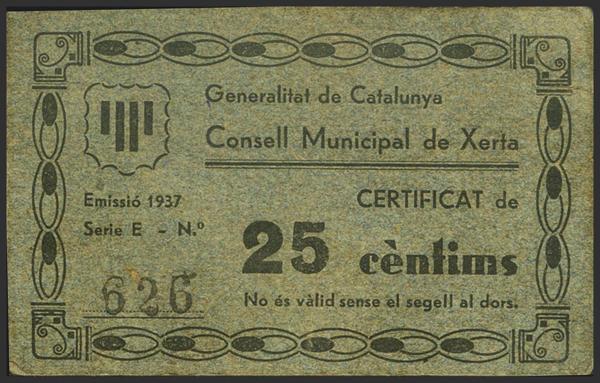 Generalitat de Catalunya
Consell Municipal de Xerta
Emissió 1937
Serie E - N.º
626
CERTIFICAT de
25 cèntims
No és vàlid sense el segell al dors.